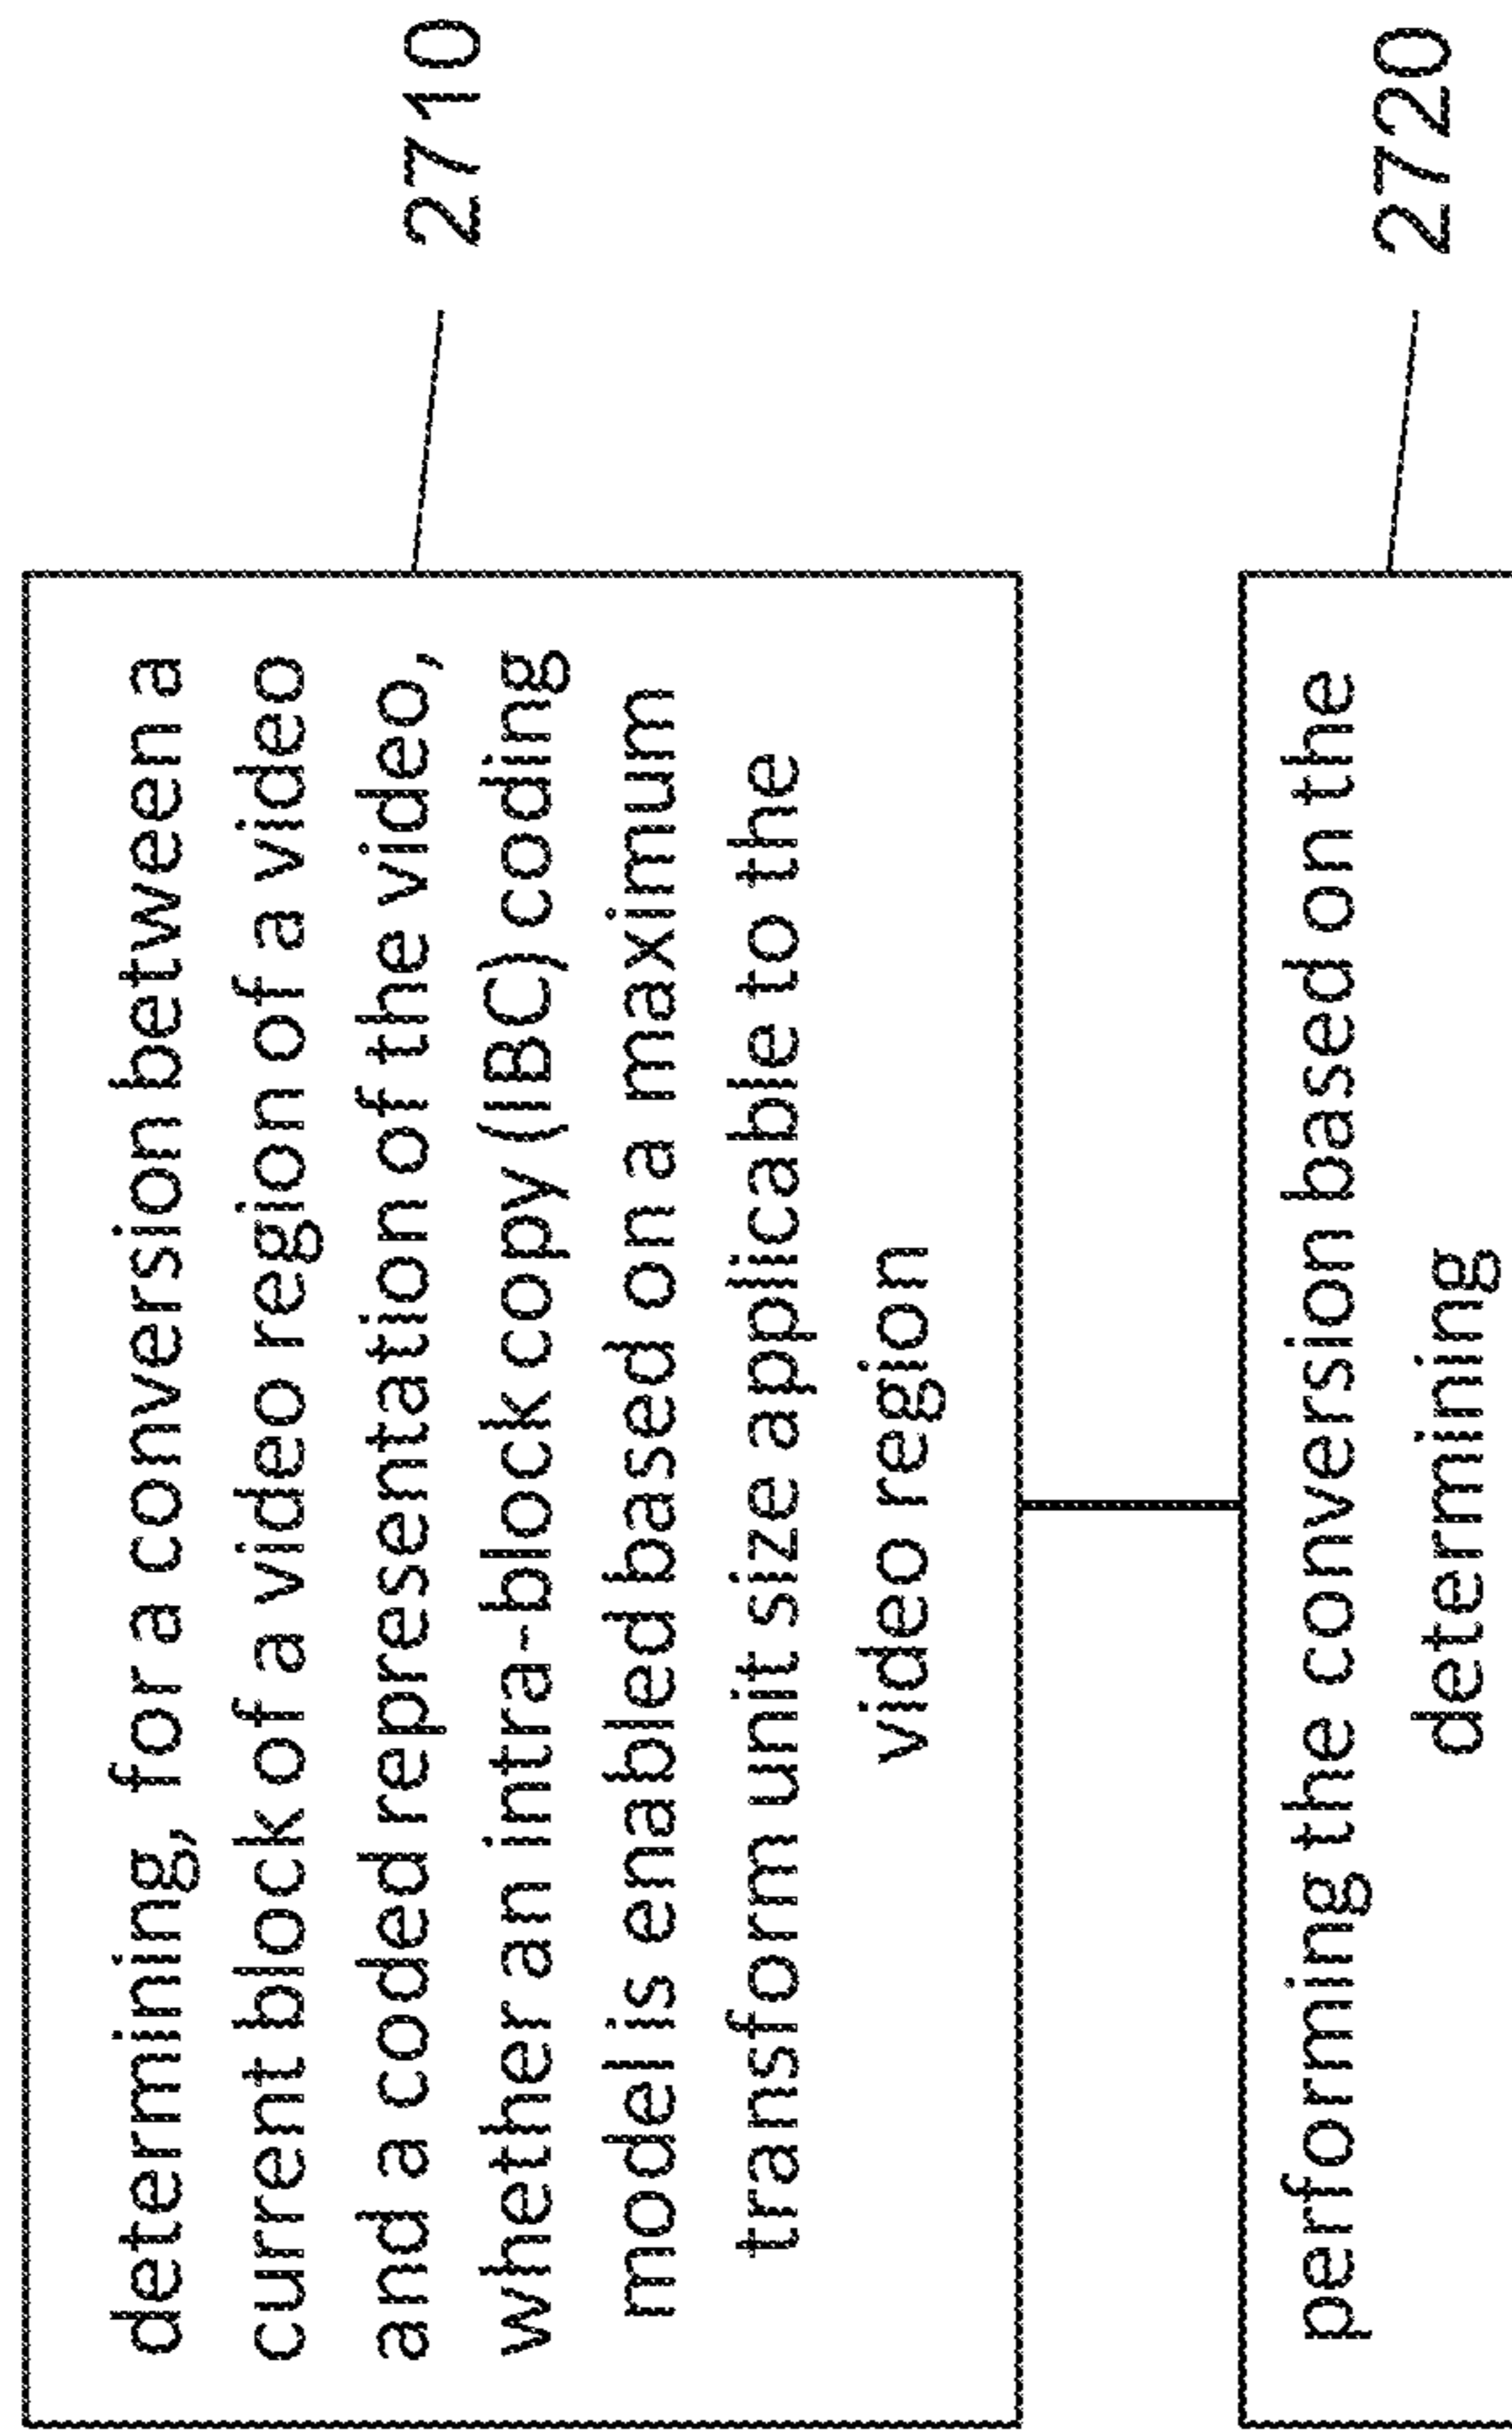 determining, for a conversion between a
current block of a video region of a video
and a coded representation of the video,
whether an intra-block copy (IBC) coding
model is enabled based on a maximum
transform unit size applicable to the
video region
2710
performing the conversion based on the
determining
2720